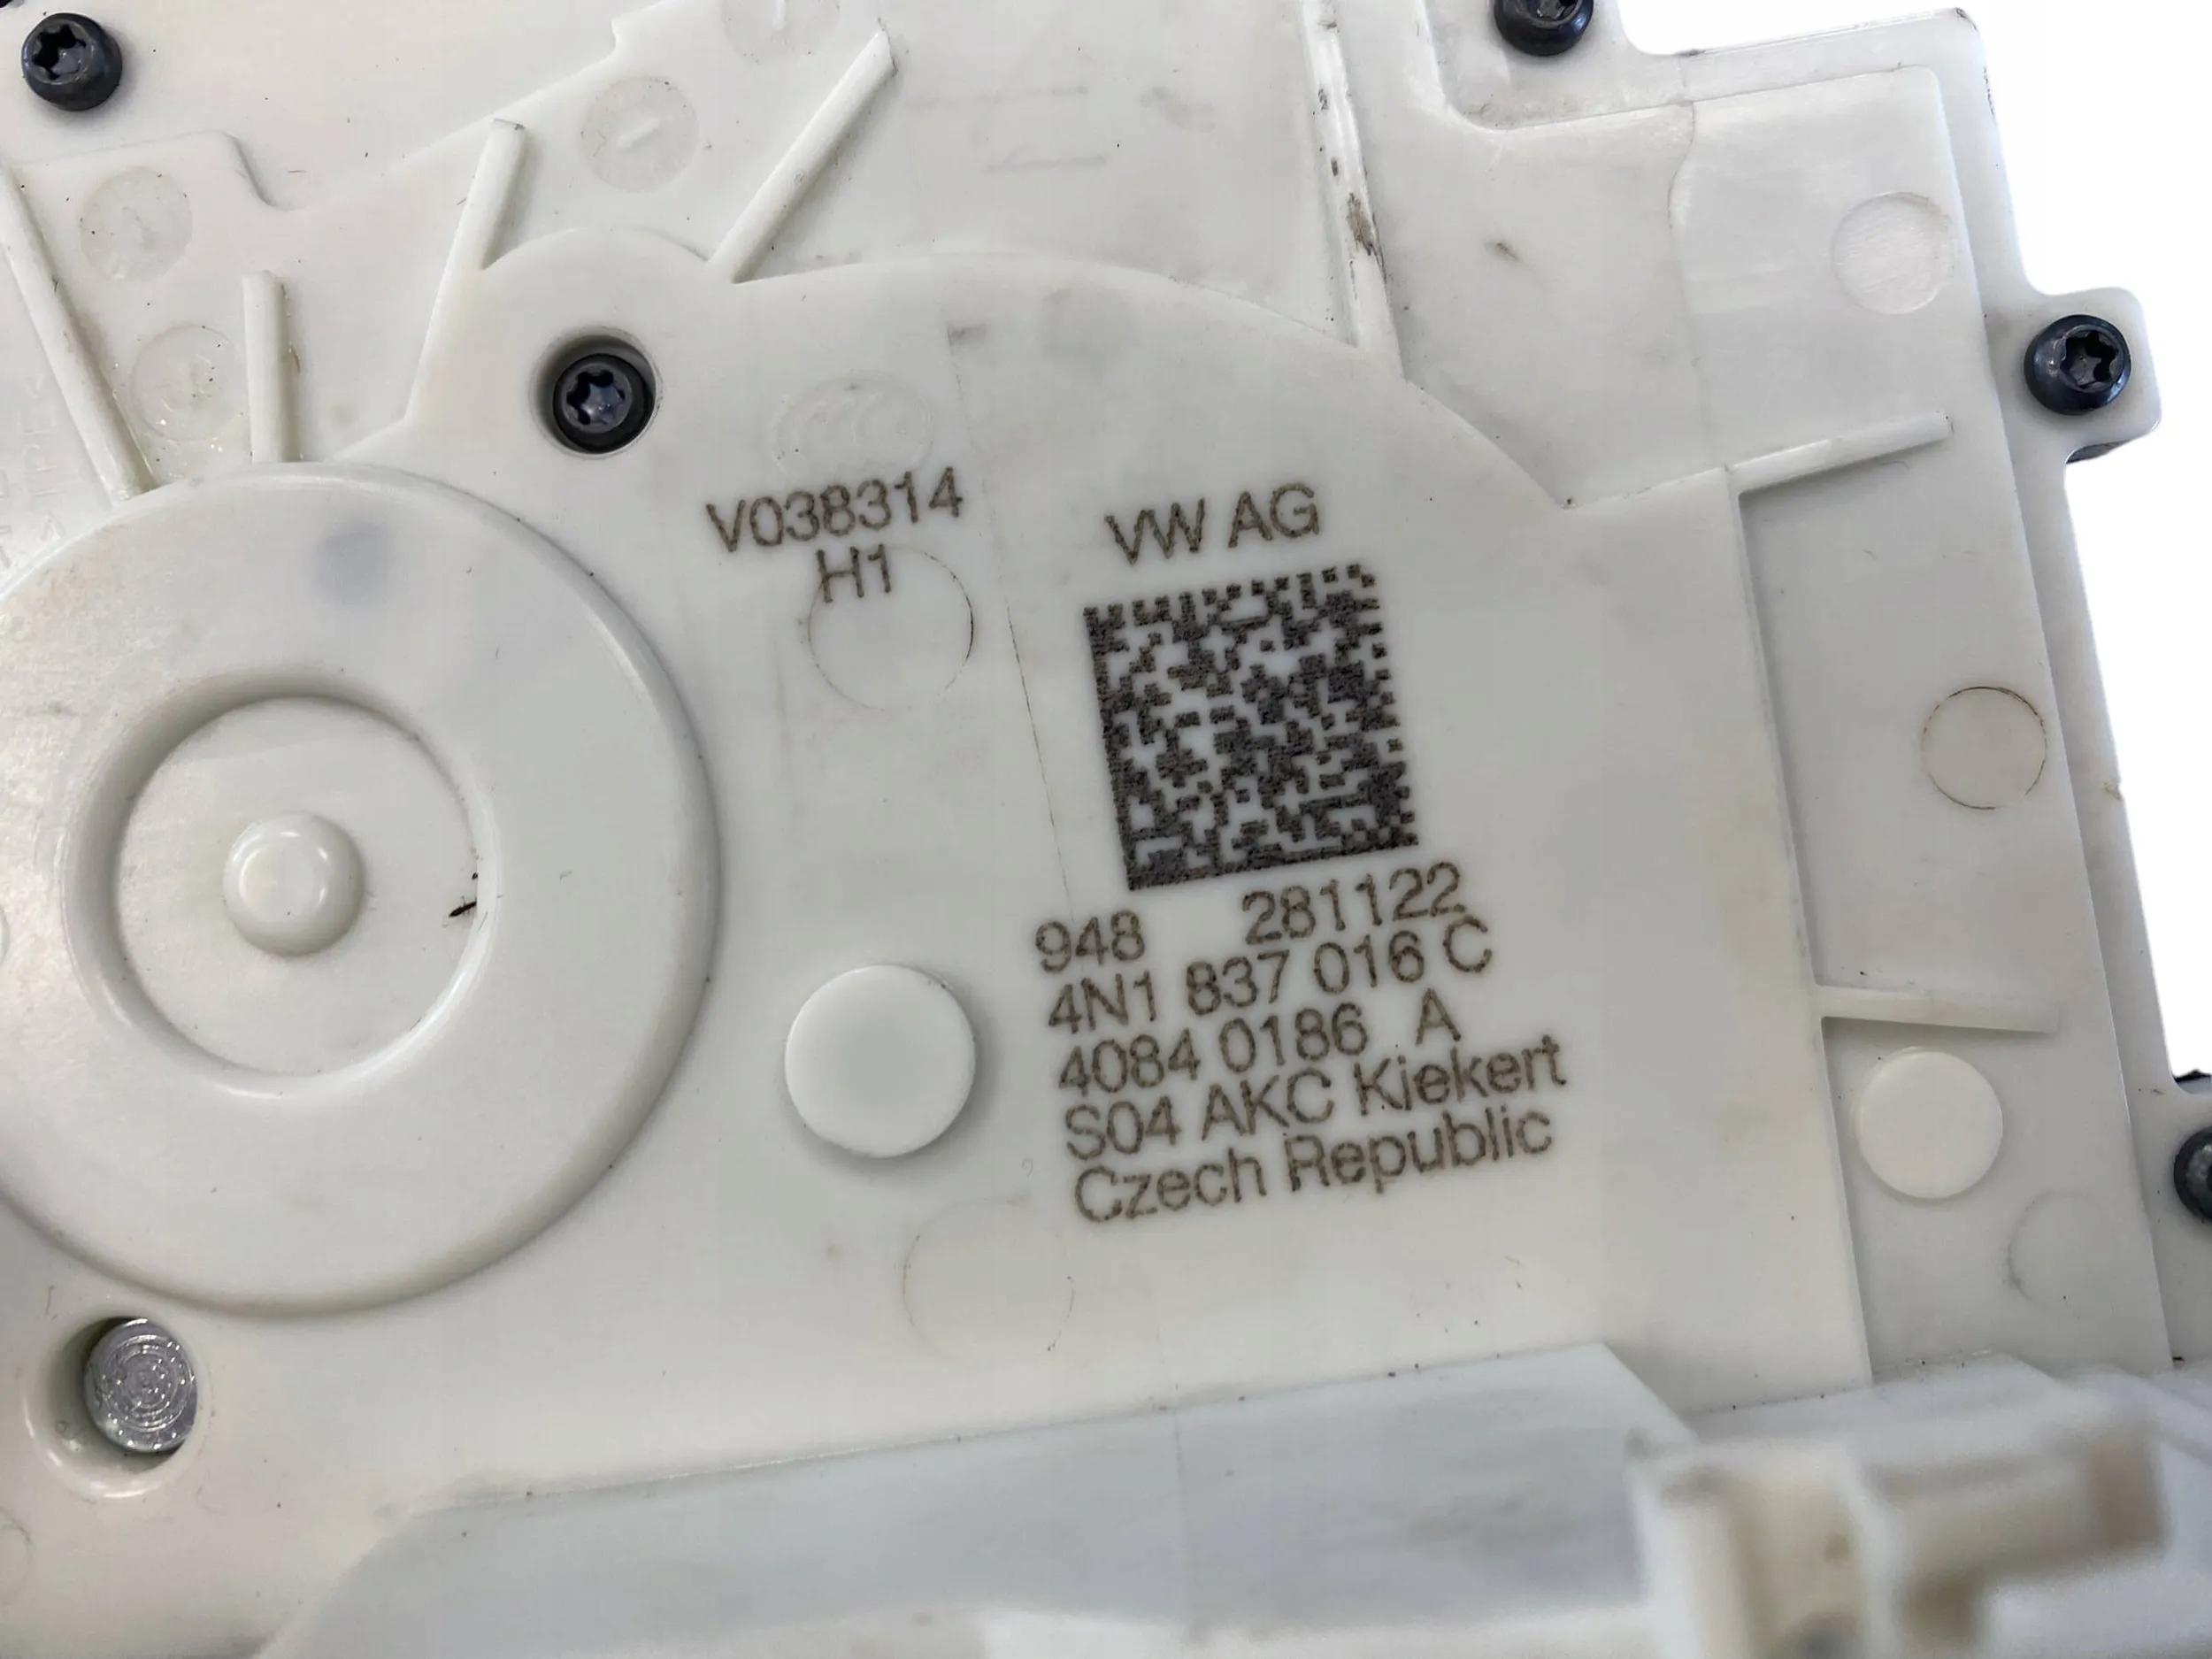 V038314
H1
VW AG
948 281122
4N1 837 016 C
4084 0186 A
S04 AKC Kiekert
Czech Republic